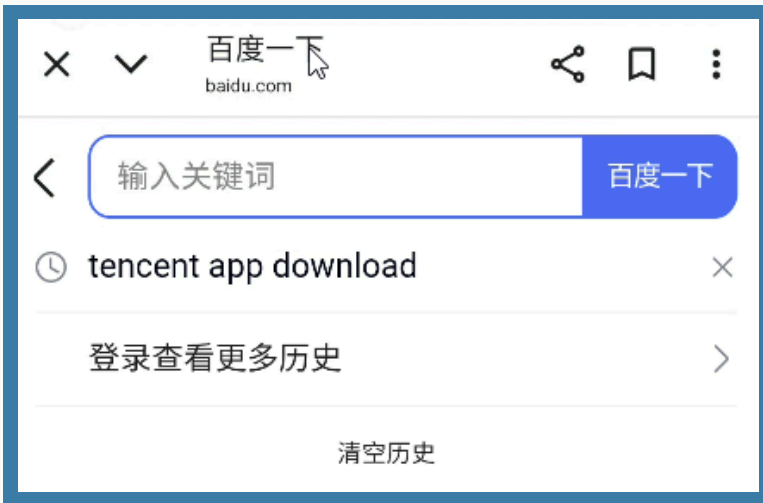 百度一下
baidu.com
输入关键词 百度一下
tencent app download
登录查看更多历史
清空历史